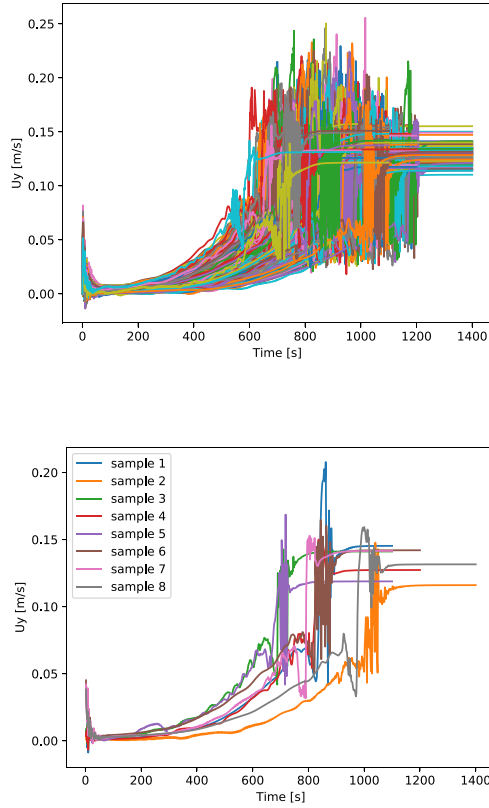 0.25
0.20
0.15
0.10
0.05
0.00
Uy [m/s]
0 200 400 600 800 1000 1200 1400
Time [s]
sample 1
sample 2
sample 3
sample 4
sample 5
sample 6
sample 7
sample 8
0.20
0.15
0.10
0.05
0.00
Uy [m/s]
0 200 400 600 800 1000 1200 1400
Time [s]